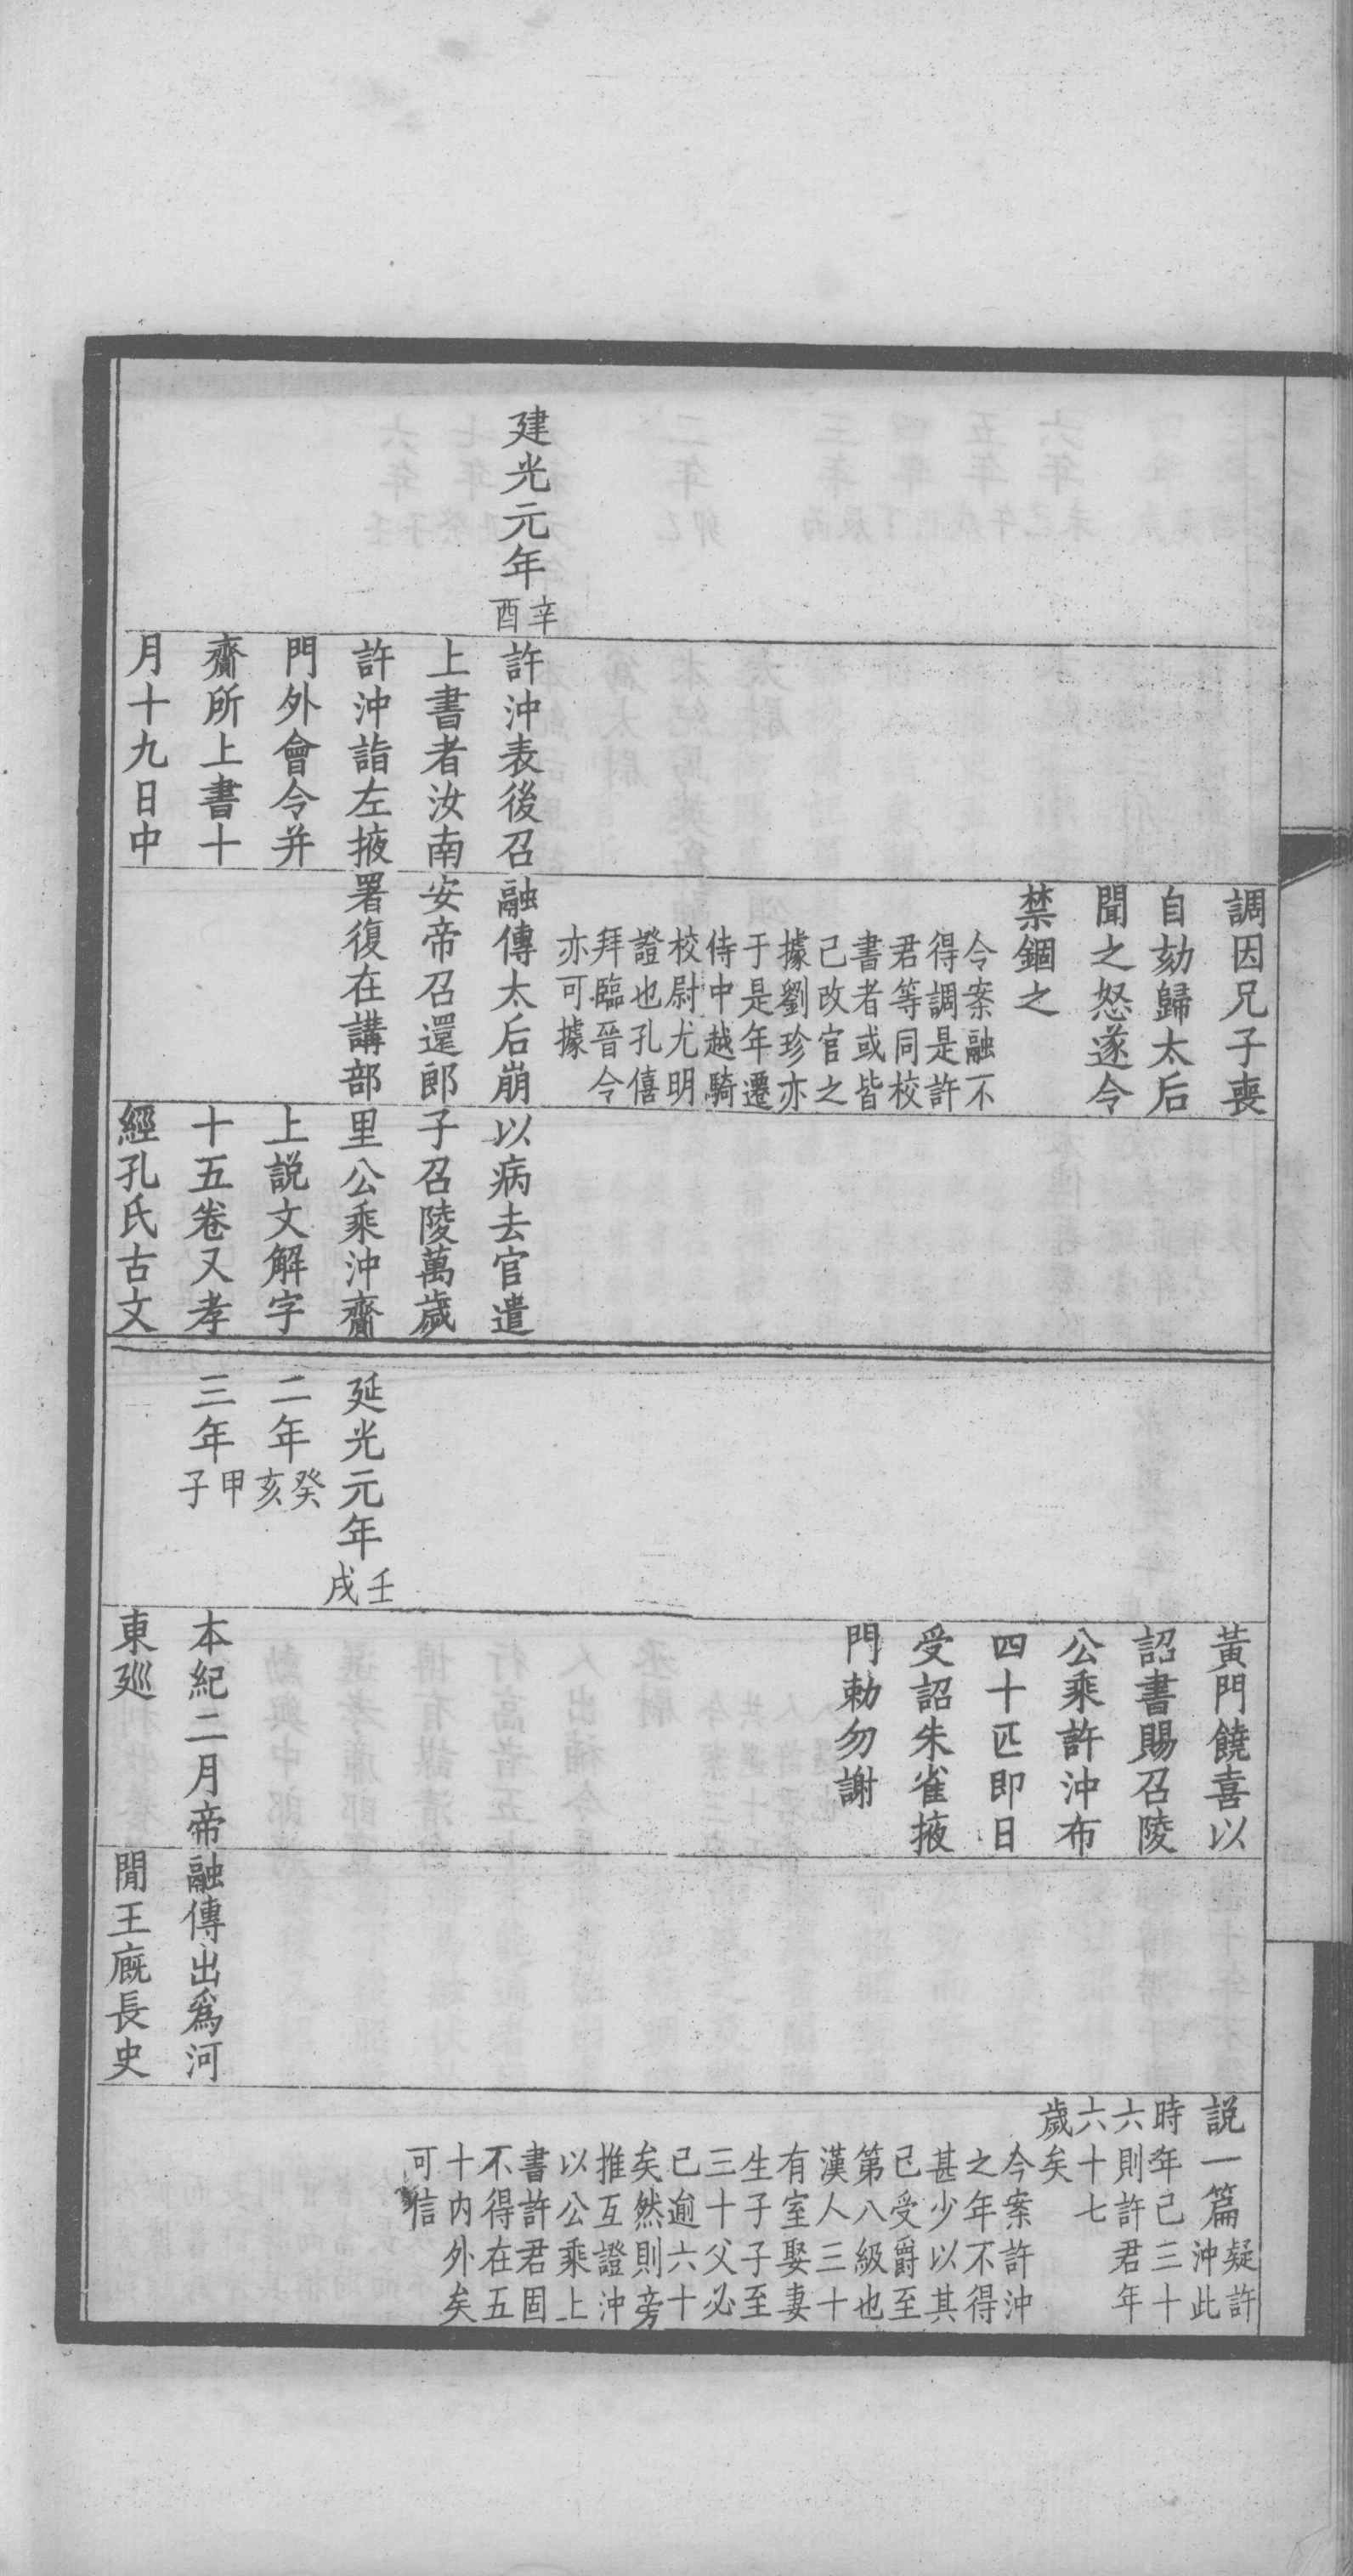 調因兄子喪
自劾歸太后
聞之怒遂令
禁錮之
今案融不
得調是許
君等同校
書者或皆
已改官之
據劉珍亦
于是年遷
侍中越騎
校尉尤明
證也孔僖
拜臨晉令
亦可據
建光元年
辛
酉
許沖表後召
上書者汝南
許沖詣左掖
門外會令并
齎所上書十
月十九日中
融傳太后崩
安帝召還郎
署復在講部
以病去官遣
子召陵萬歲
里公乘沖齎
上説文解字
十五卷又孝
經孔氏古文
黃門饒喜以
詔書賜召陵
公乘許沖布
四十匹即日
受詔朱雀掖
門勅勿謝
説一篇
疑許
沖此
時年已三十
六則許君年
六十七
歲矣
今案許沖
之年不得
甚少以其
已受爵至
第八級也
漢人三十
有室娶妻
生子子至
三十父必
已逾六十
矣然則旁
推互證沖
以公乘上
書許君固
不得在五
十内外矣
可信
延光元年
壬
戌
二年
癸
亥
三年
甲
子
本紀二月帝
東廵
融傳出爲河
閒王廐長史